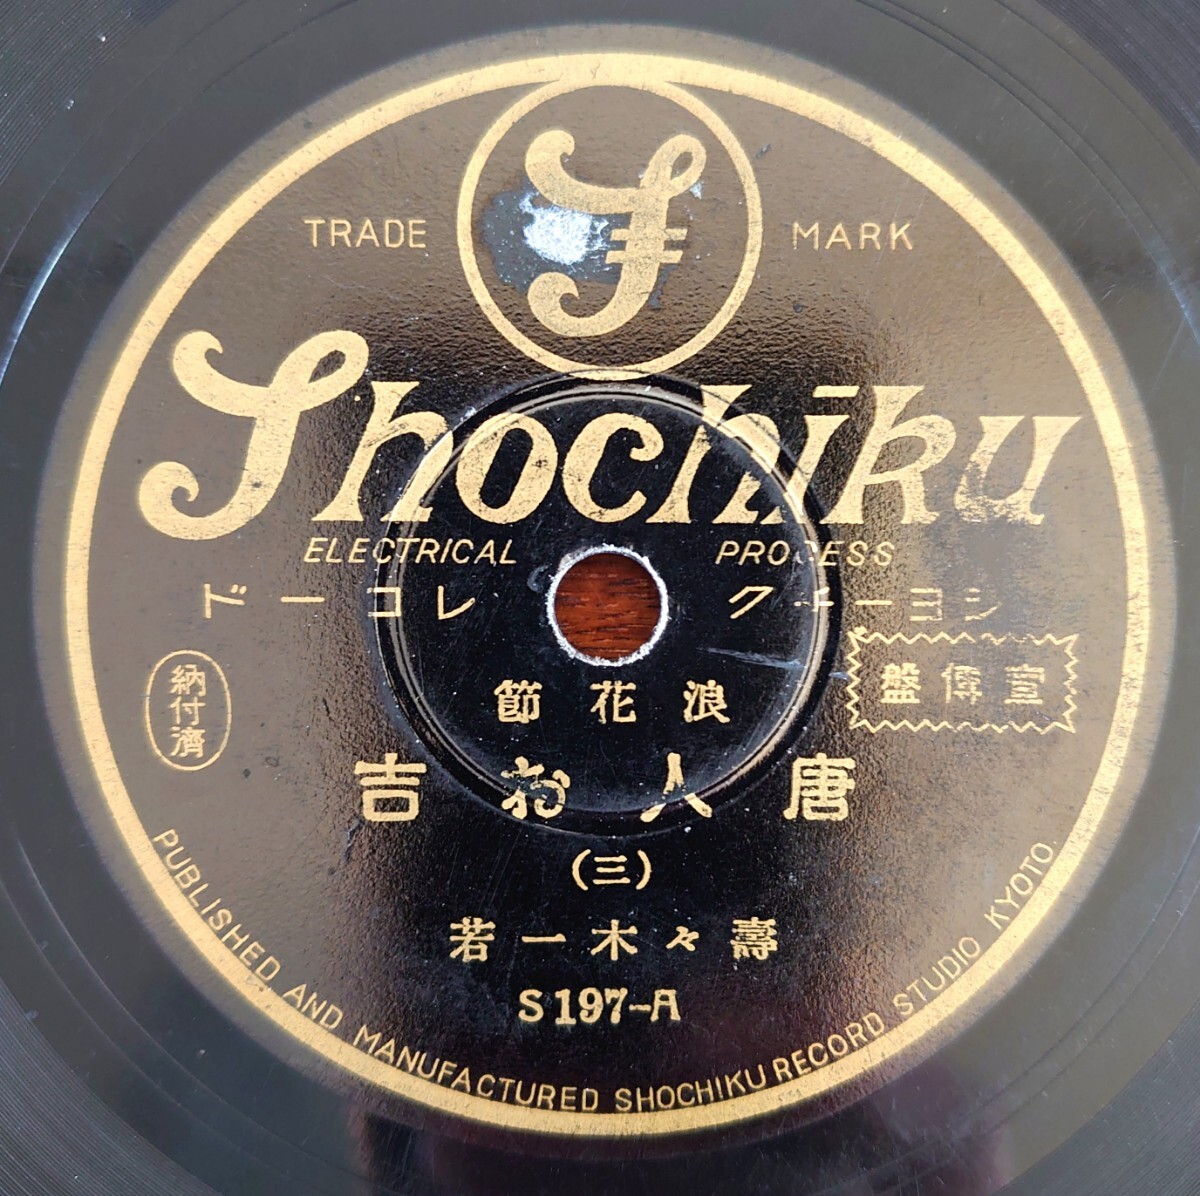 TRADE MARK
Shochiku
ELECTRICAL PROCESS
ドーコレ クキーヨシ
納付済
盤傳宣
節花浪
吉お人唐
(三)
若一木々壽
S197-A
PUBLISHED AND MANUFACTURED SHOCHIKU RECORD STUDIO KYOTO.